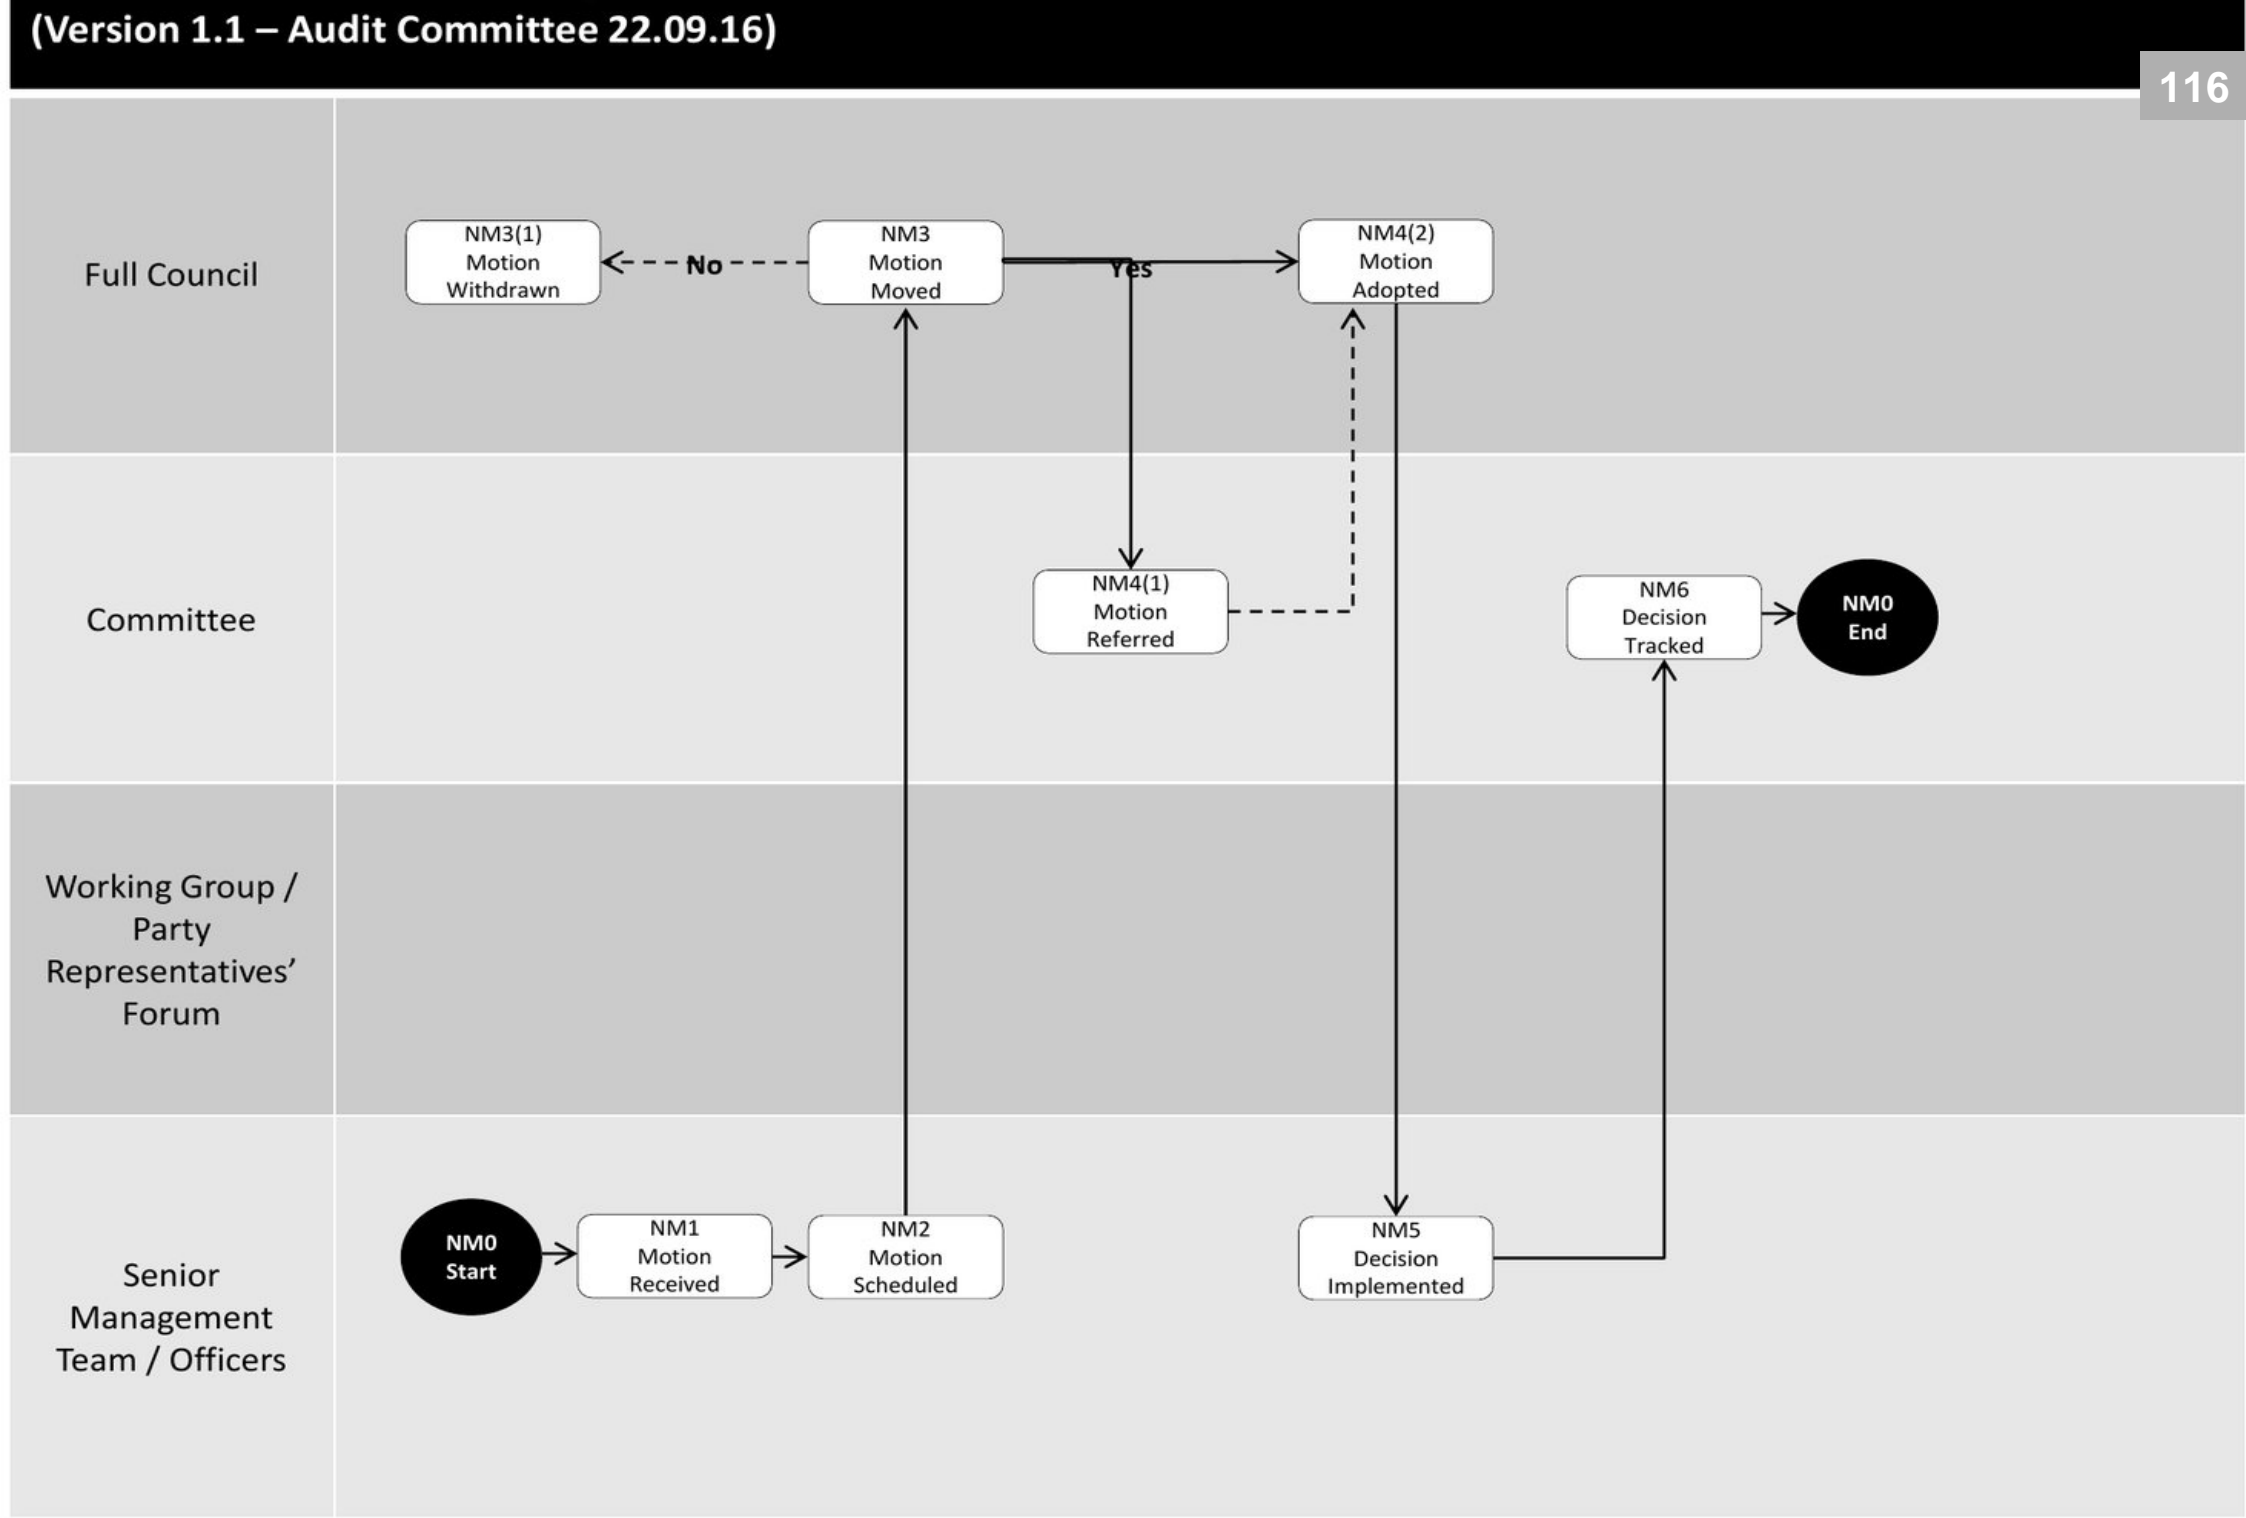 (Version 1.1 – Audit Committee 22.09.16)
116
Full Council
NM3(1)
Motion
Withdrawn
No
NM3
Motion
Moved
Yes
NM4(2)
Motion
Adopted
Committee
NM4(1)
Motion
Referred
NM6
Decision
Tracked
NM0
End
Working Group /
Party
Representatives’
Forum
Senior
Management
Team / Officers
NM0
Start
NM1
Motion
Received
NM2
Motion
Scheduled
NM5
Decision
Implemented